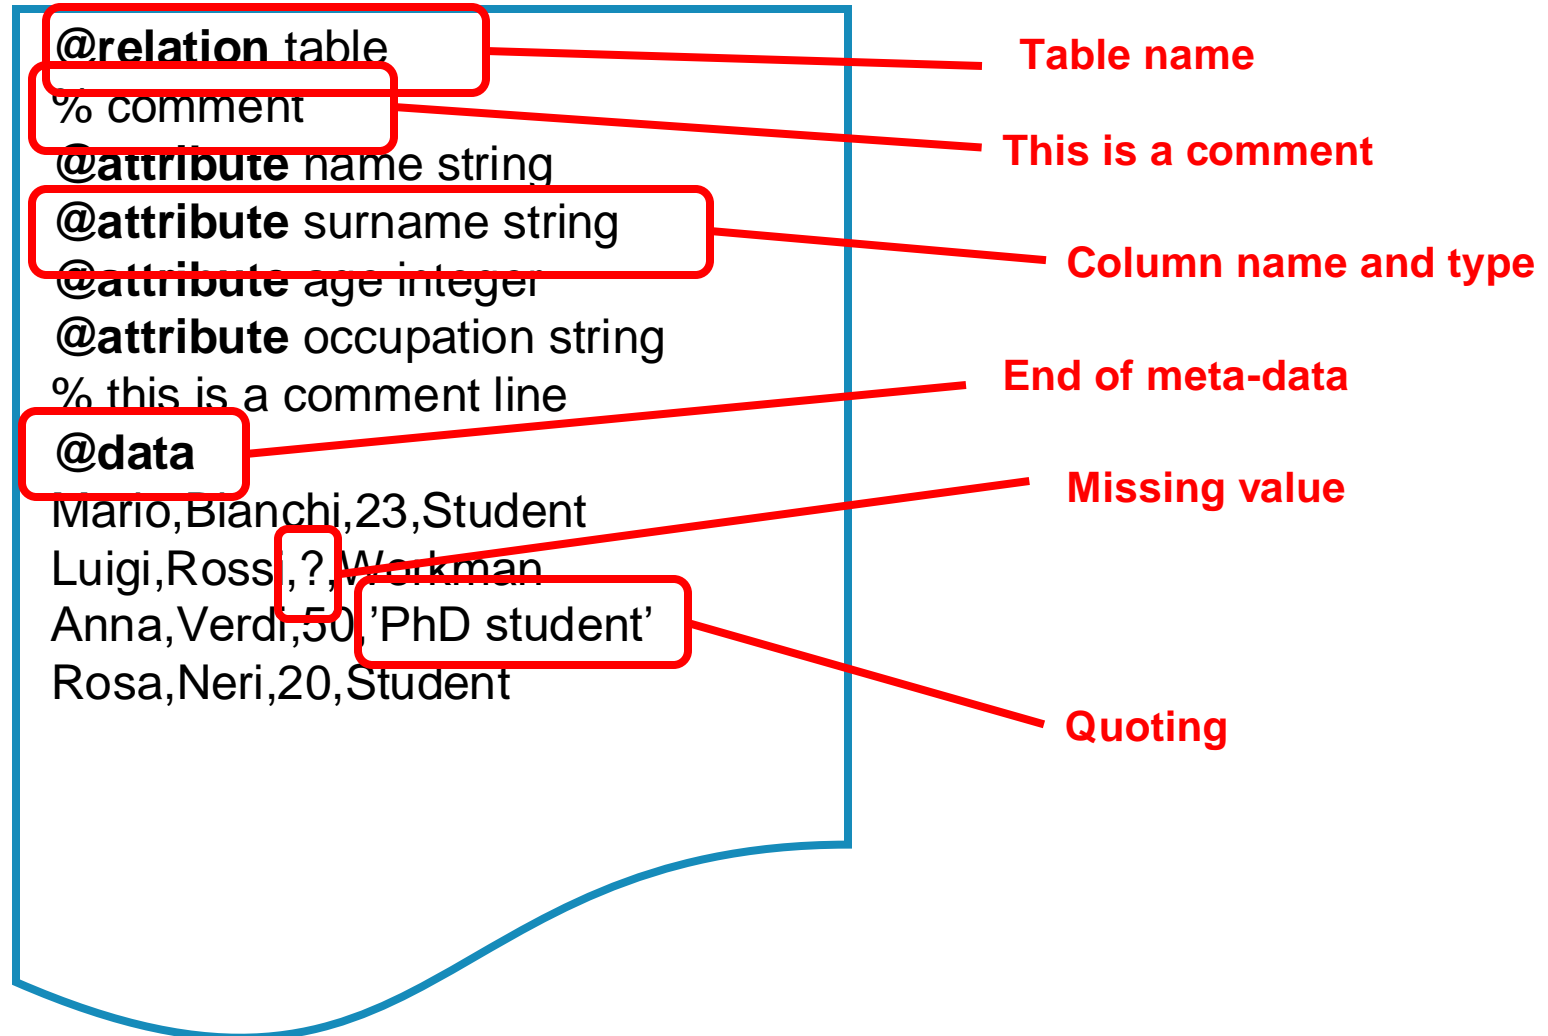 @relation table
% comment
@attribute name string
@attribute surname string
@attribute age integer
@attribute occupation string
% this is a comment line
@data
Mario,Bianchi,23,Student
Luigi,Rossi,?,Workman
Anna,Verdi,50,’PhD student’
Rosa,Neri,20,Student
Table name
This is a comment
Column name and type
End of meta-data
Missing value
Quoting